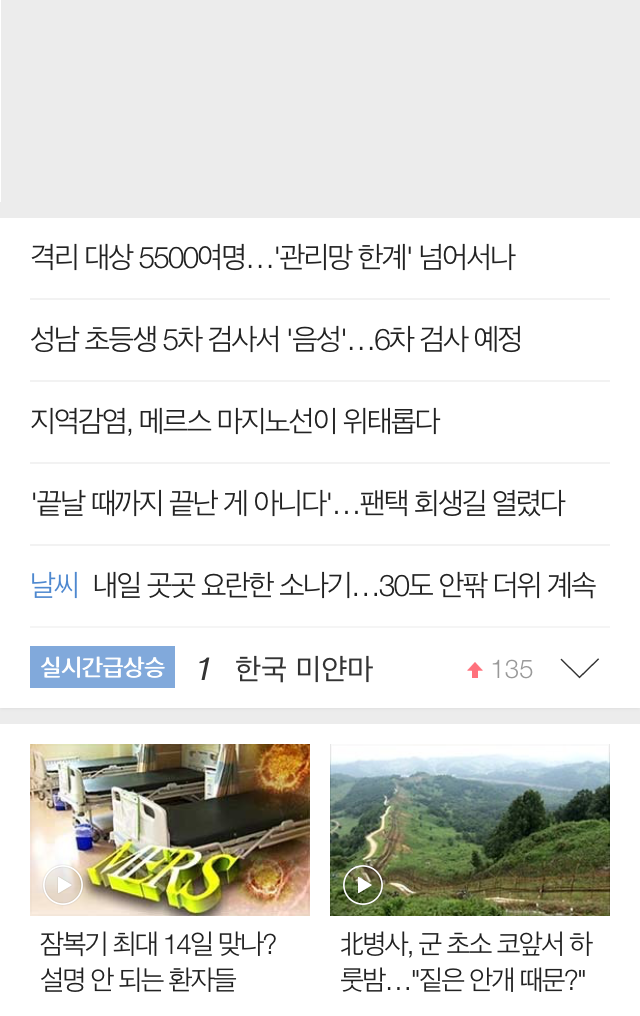 격리 대상 5500여명…'관리망 한계' 넘어서나
성남 초등생 5차 검사서 '음성'…6차 검사 예정
지역감염, 메르스 마지노선이 위태롭다
'끝날 때까지 끝난 게 아니다'…팬택 회생길 열렸다
날씨 내일 곳곳 요란한 소나기…30도 안팎 더위 계속
실시간급상승 1 한국 미얀마 135
MERS
잠복기 최대 14일 맞나?
설명 안 되는 환자들
北병사, 군 초소 코앞서 하
룻밤…"짙은 안개 때문?"